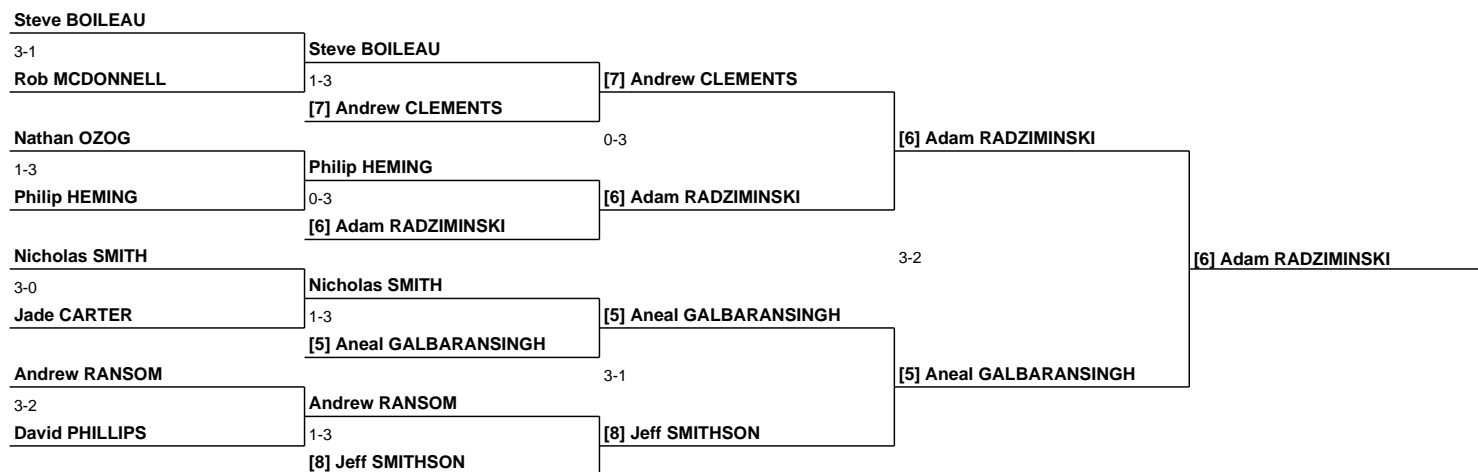 Steve BOILEAU
3-1
Rob MCDONNELL
Nathan OZOG
1-3
Philip HEMING
Nicholas SMITH
3-0
Jade CARTER
Andrew RANSOM
3-2
David PHILLIPS
Steve BOILEAU
1-3
[7] Andrew CLEMENTS
Philip HEMING
0-3
[6] Adam RADZIMINSKI
Nicholas SMITH
1-3
[5] Aneal GALBARANSINGH
Andrew RANSOM
1-3
[8] Jeff SMITHSON
[7] Andrew CLEMENTS
0-3
[6] Adam RADZIMINSKI
[5] Aneal GALBARANSINGH
3-1
[8] Jeff SMITHSON
[6] Adam RADZIMINSKI
3-2
[5] Aneal GALBARANSINGH
[6] Adam RADZIMINSKI